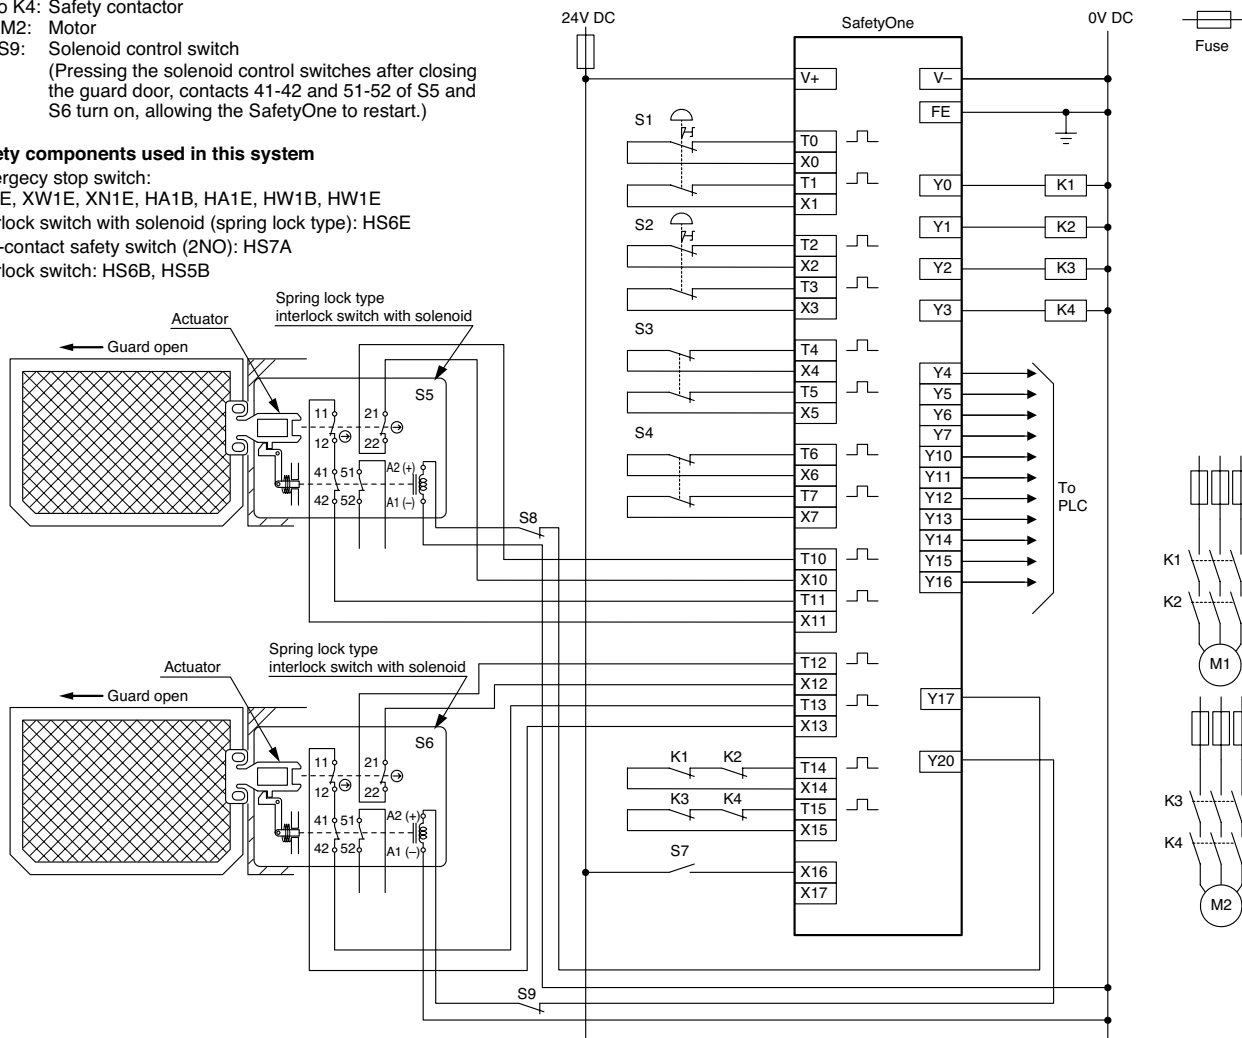 o K4: Safety contactor
M2: Motor
S9: Solenoid control switch
(Pressing the solenoid control switches after closing
the guard door, contacts 41-42 and 51-52 of S5 and
S6 turn on, allowing the SafetyOne to restart.)
ety components used in this system
ergecy stop switch:
E, XW1E, XN1E, HA1B, HA1E, HW1B, HW1E
rlock switch with solenoid (spring lock type): HS6E
-contact safety switch (2NO): HS7A
rlock switch: HS6B, HS5B
24V DC
SafetyOne
0V DC
Fuse
V+
V–
FE
S1
T0
X0
T1
X1
Y0
K1
S2
Y1
K2
T2
X2
Y2
K3
T3
X3
Y3
K4
S3
T4
X4
T5
X5
Y4
Y5
Y6
Y7
Y10
Y11
Y12
Y13
Y14
Y15
Y16
To
PLC
S4
T6
X6
T7
X7
T10
X10
T11
X11
T12
X12
T13
X13
Y17
Y20
K1
K2
T14
X14
K3
K4
T15
X15
S7
X16
X17
Spring lock type
interlock switch with solenoid
Actuator
Guard open
S5
11
21
12
22
41
51
A2 (+)
42
52
A1 (–)
S8
Spring lock type
interlock switch with solenoid
Actuator
Guard open
S6
11
21
12
22
41
51
A2 (+)
42
52
A1 (–)
S9
K1
K2
M1
K3
K4
M2